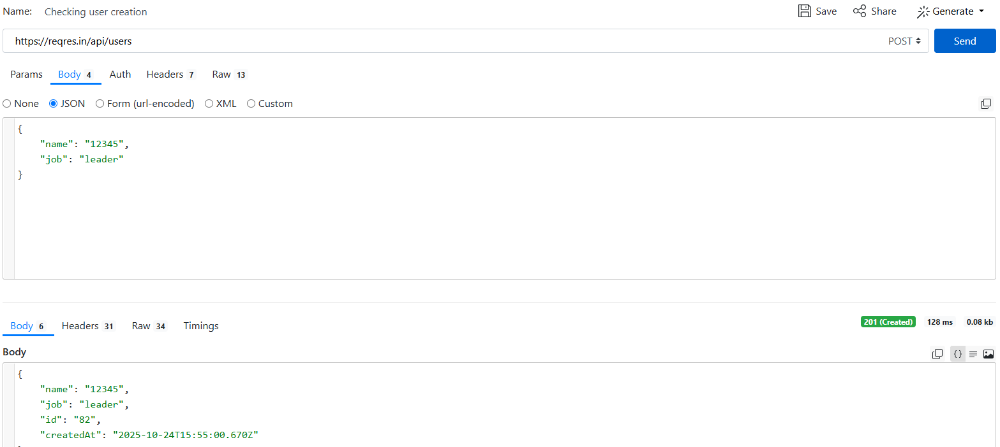 Name: Checking user creation Save Share Generate
https://reqres.in/api/users POST Send
Params Body 4 Auth Headers 7 Raw 13
None JSON Form (url-encoded) XML Custom
{
"name": "12345",
"job": "leader"
}
Body 6 Headers 31 Raw 34 Timings 201 (Created) 128 ms 0.08 kb
Body {}
{
"name": "12345",
"job": "leader",
"id": "82",
"createdAt": "2025-10-24T15:55:00.670Z"